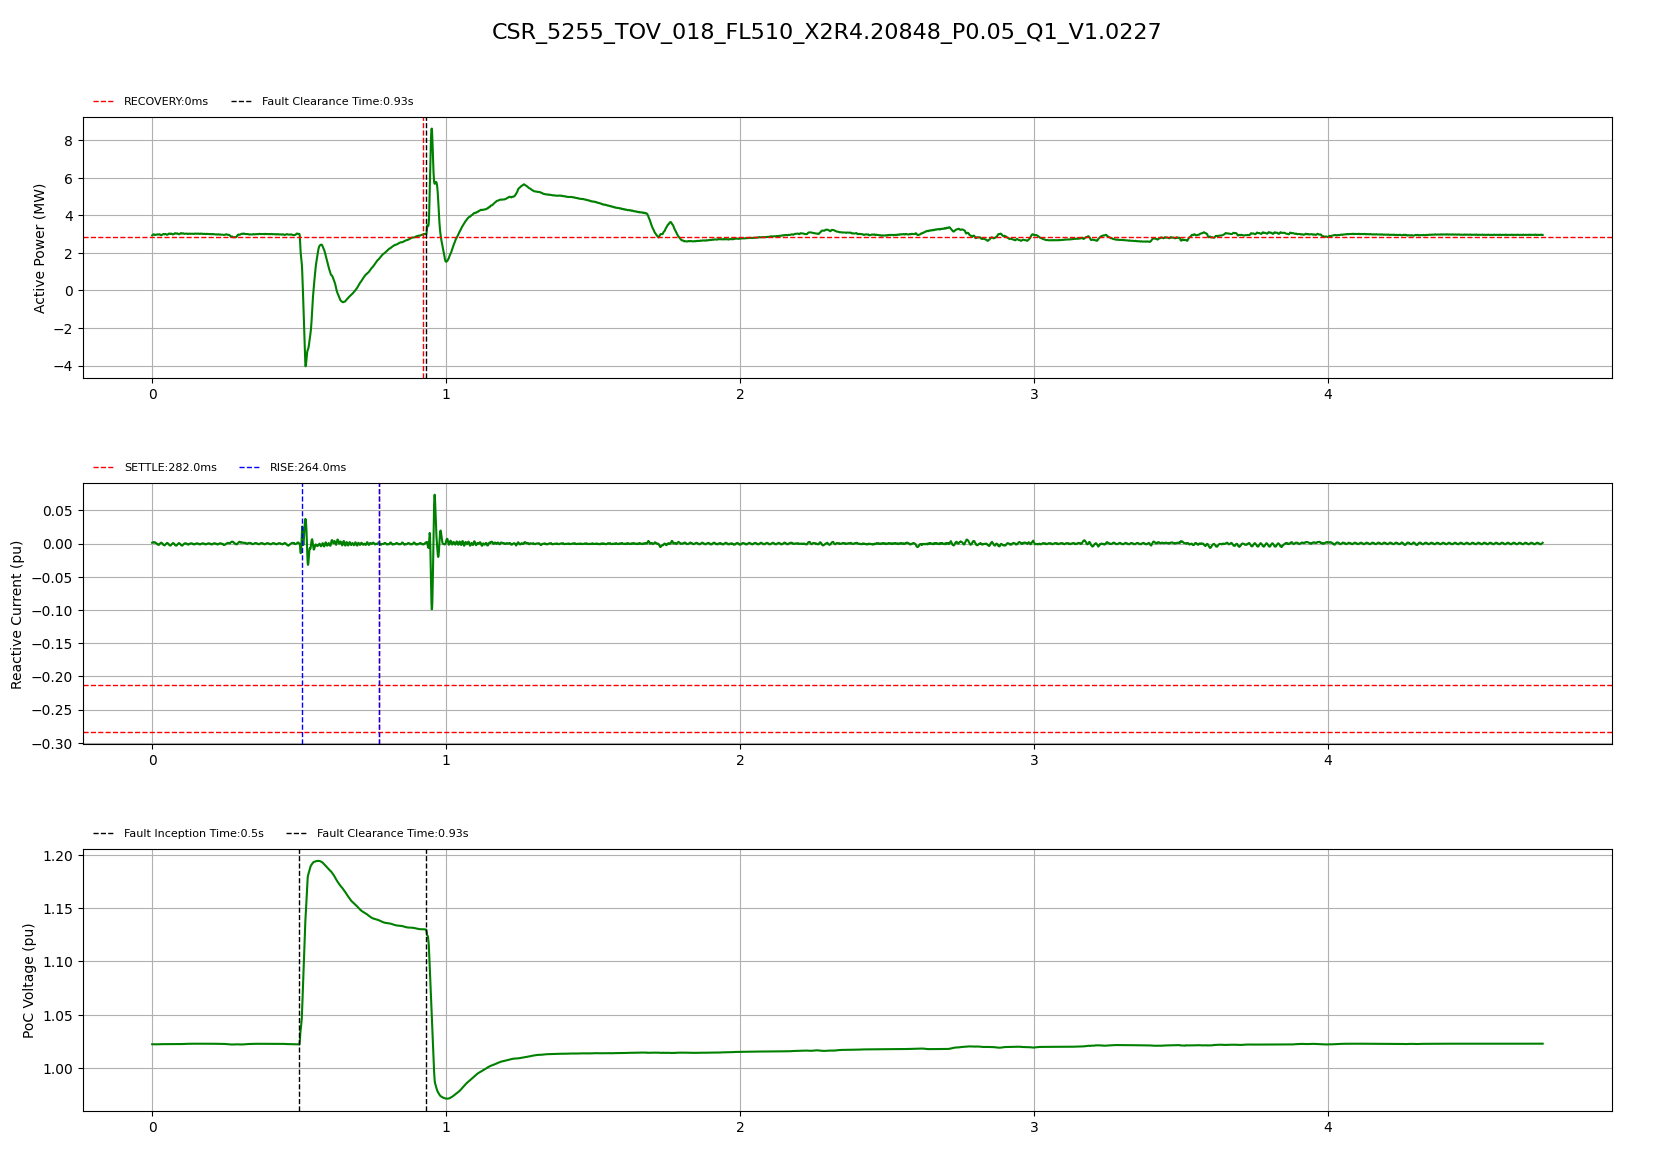 CSR_5255_TOV_018_FL510_X2R4.20848_P0.05_Q1_V1.0227
RECOVERY:0ms Fault Clearance Time:0.93s
Active Power (MW)
8
6
4
2
0
−2
−4
0 1 2 3 4
SETTLE:282.0ms RISE:264.0ms
Reactive Current (pu)
0.05
0.00
−0.05
−0.10
−0.15
−0.20
−0.25
−0.30
0 1 2 3 4
Fault Inception Time:0.5s Fault Clearance Time:0.93s
PoC Voltage (pu)
1.20
1.15
1.10
1.05
1.00
0 1 2 3 4